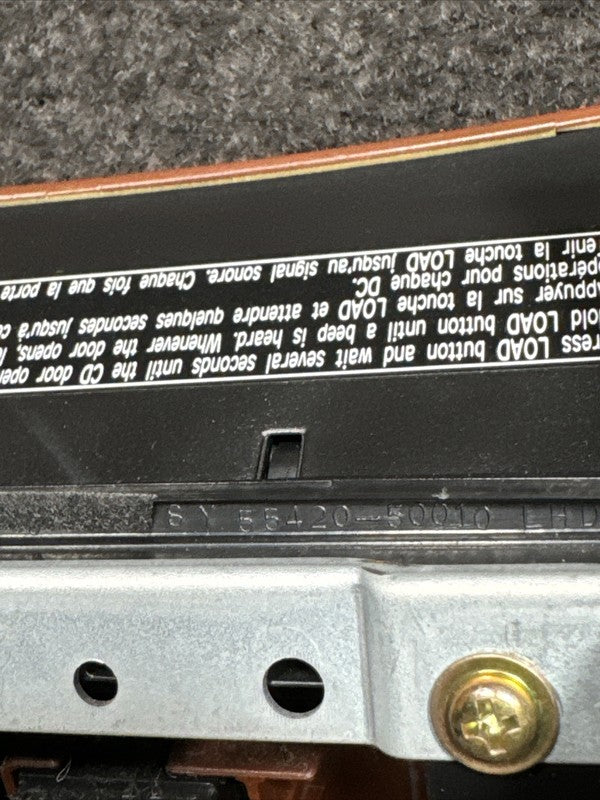 ress LOAD button and wait several seconds until the CD door ope
old LOAD button until a beep is heard. Whenever the door opens,
Appuyer sur la touche LOAD et attendre quelques secondes jusqu'à c
pérations pour chaque DC.
enir la touche LOAD jusqu'au signal sonore. Chaque fois que la porte
SY 55420-50010 LHD